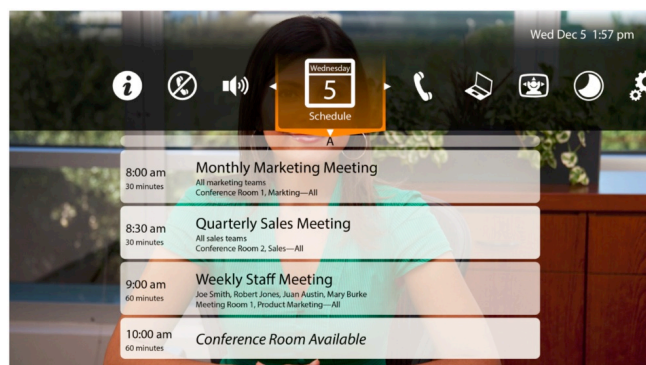 Wed Dec 5 1:57 pm
Wednesday
5
Schedule
A
8:00 am
30 minutes
Monthly Marketing Meeting
All marketing teams
Conference Room 1, Markting—All
8:30 am
30 minutes
Quarterly Sales Meeting
All sales teams
Conference Room 2, Sales—All
9:00 am
60 minutes
Weekly Staff Meeting
Joe Smith, Robert Jones, Juan Austin, Mary Burke
Meeting Room 1, Product Marketing—All
10:00 am
60 minutes
Conference Room Available